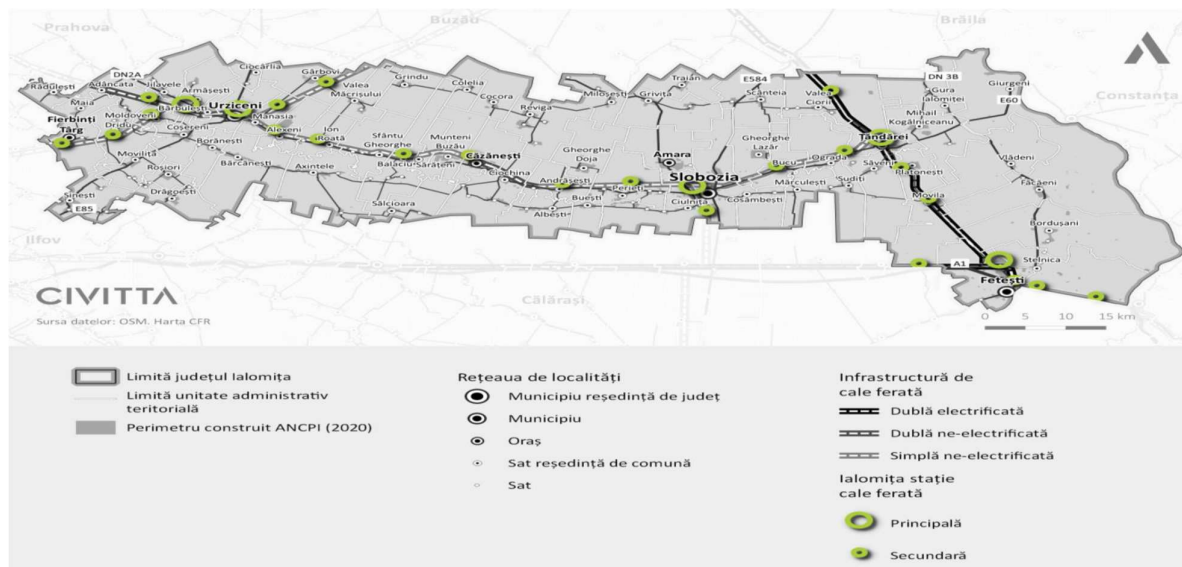 Prahova
Buzău
Brăila
Constanța
Ilfov
Călărași
Rădulești
DN2A
Adâncata
Jilavele
Ciocârlia
Gârbovi
Maia
Armășești
Urziceni
Bărbulești
Valea
Măcrișului
Grindu
Colelia
Cocora
Reviga
Miloșești
Traian
Grivița
ES84
Scânteia
Valea
Ciorii
DN 3B
Gura
Ialomiței
Mihail
Kogălniceanu
Giurgeni
E60
Fierbinți
Târg
Moldoveni
Dridu
Manasia
Alexeni
Ion
Roată
Coșereni
Borănești
Movilița
Roșiori
Bărcănești
Axintele
Sfântu
Gheorghe
Balaciu
Munteni
Buzău
Sărățeni
Căzănești
Ciochina
Gheorghe
Doja
Andrășești
Amara
Slobozia
Perieți
Gheorghe
Lazăr
Bucu
Ograda
Țăndărei
Săveni
Platonești
Vlădeni
Sinești
E85
Drăgoești
Sălcioara
Albești
Buești
Ciulnița
Cosâmbești
Mărculești
Sudiți
Movila
Făcăeni
Bordușani
A1
Stelnica
Fetești
CIVITTA
Sursa datelor: OSM. Harta CFR
0 5 10 15 km
Limită județul Ialomița
Limită unitate administrativ
teritorială
Perimetru construit ANCPI (2020)
Rețeaua de localități
Municipiu reședință de județ
Municipiu
Oraș
Sat reședință de comună
Sat
Infrastructură de
cale ferată
Dublă electrificată
Dublă ne-electrificată
Simplă ne-electrificată
Ialomița stație
cale ferată
Principală
Secundară